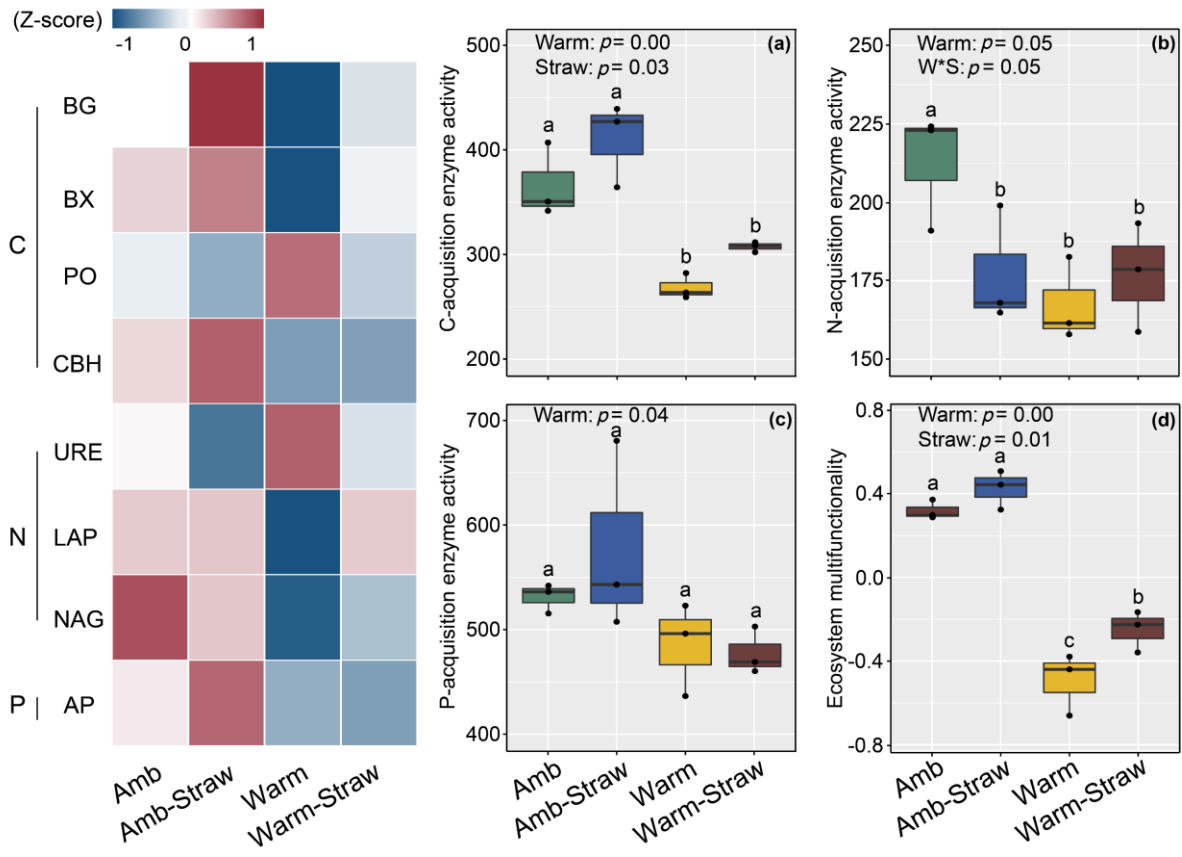 (Z-score)
-1 0 1
BG
BX
C
PO
CBH
URE
N
LAP
NAG
P
AP
Amb
Amb-Straw
Warm
Warm-Straw
C-acquisition enzyme activity
500
400
300
200
Warm: p= 0.00
Straw: p= 0.03
(a)
a
a
b
b
N-acquisition enzyme activity
250
225
200
175
150
Warm: p= 0.05
W*S: p= 0.05
(b)
a
b
b
b
P-acquisition enzyme activity
700
600
500
400
Warm: p= 0.04
(c)
a
a
a
a
Amb
Amb-Straw
Warm
Warm-Straw
Ecosystem multifunctionality
0.8
0.4
0.0
-0.4
-0.8
Warm: p= 0.00
Straw: p= 0.01
(d)
a
a
c
b
Amb
Amb-Straw
Warm
Warm-Straw